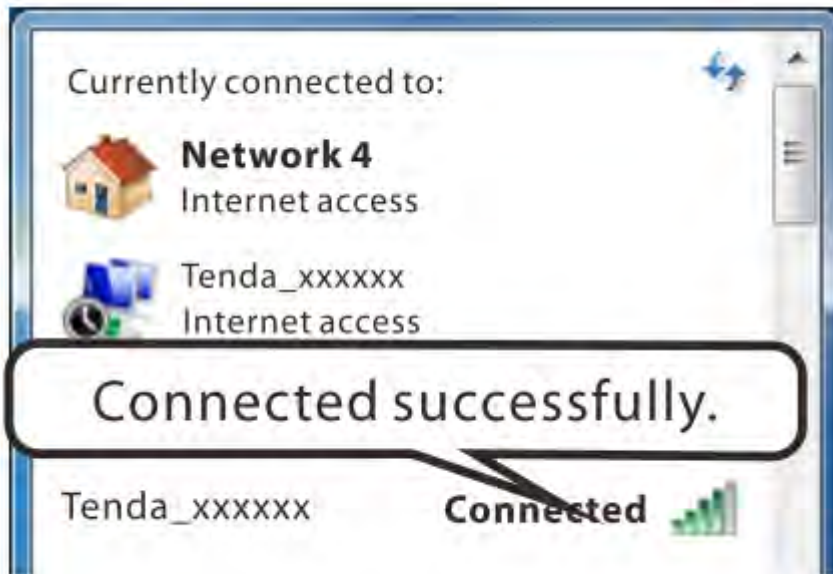 Currently connected to:
Network 4
Internet access
Tenda_xxxxxx
Internet access
Connected successfully.
Tenda_xxxxxx Connected